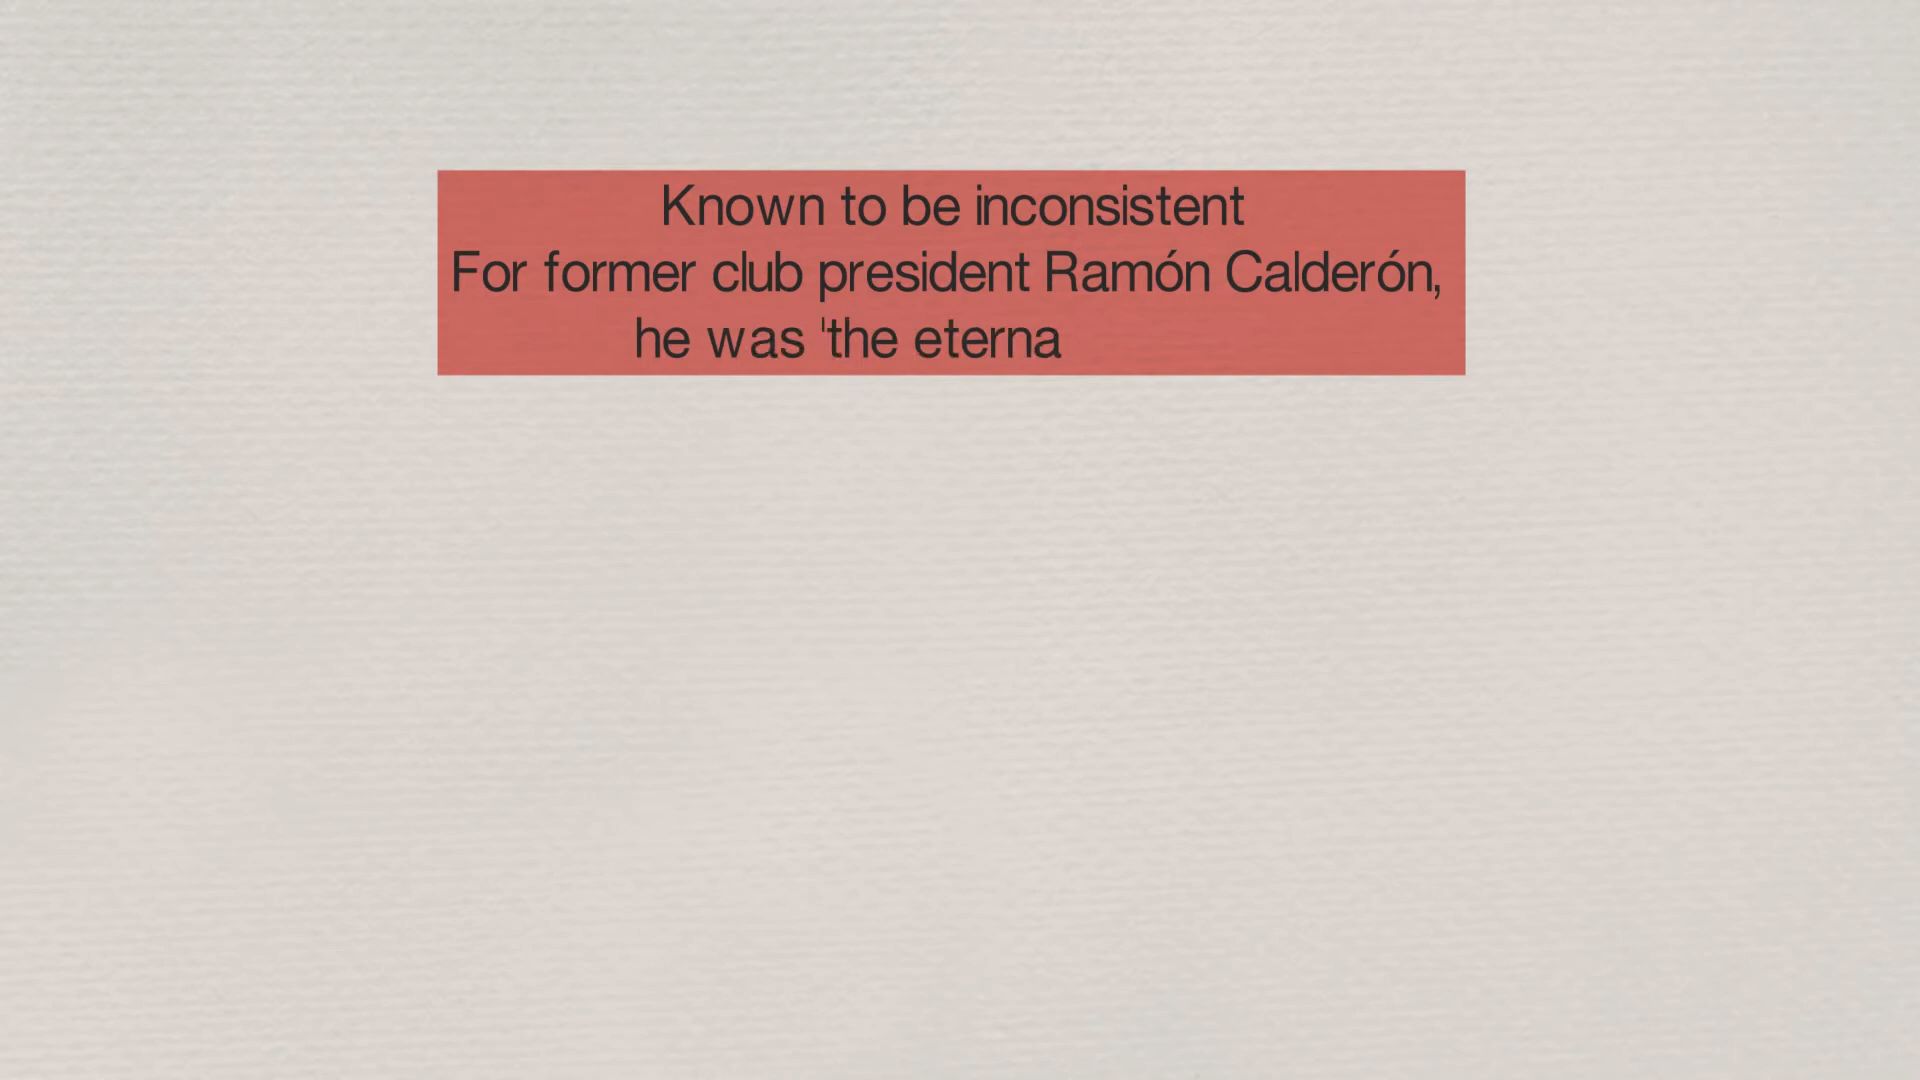 Known to be inconsistent
For former club president Ramón Calderón,
he was 'the eterna